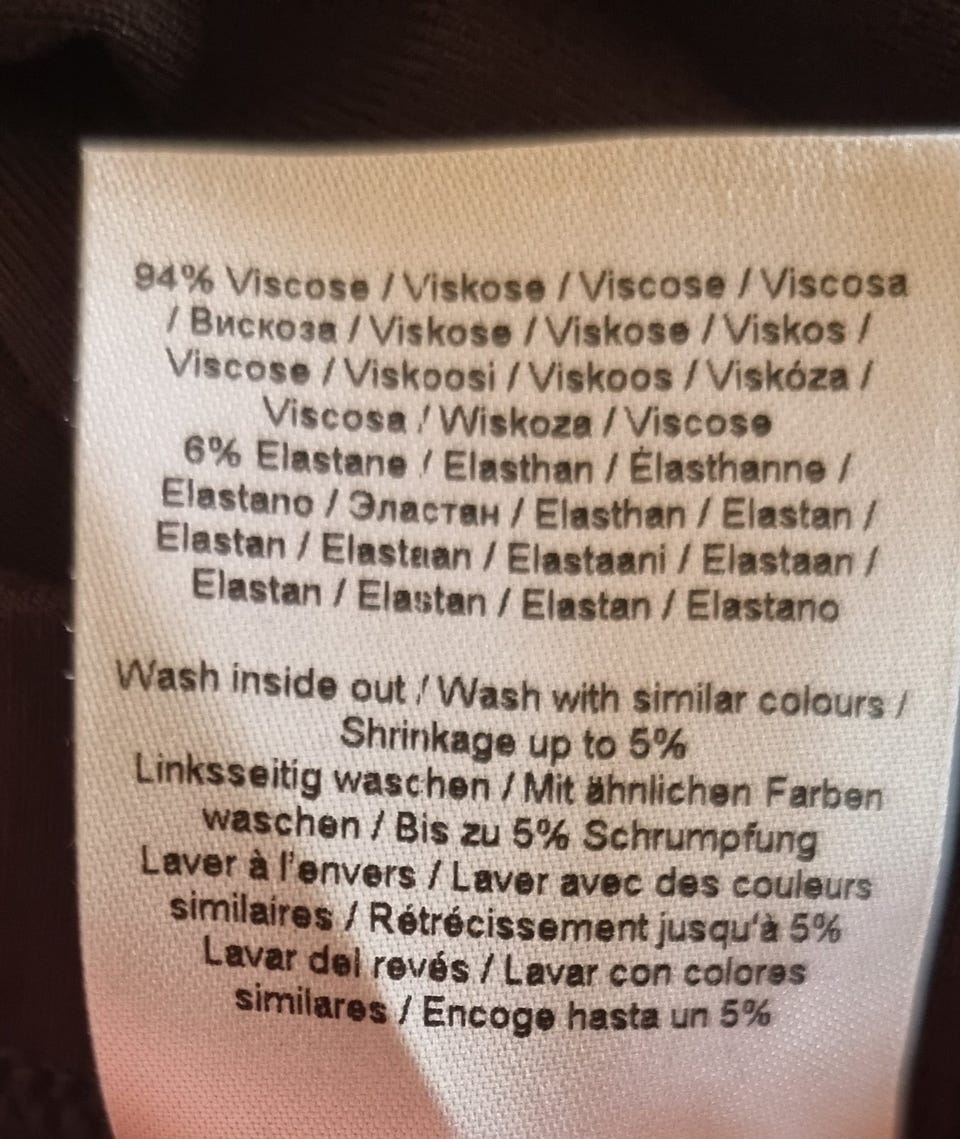 94% Viscose / Viskose / Viscose / Viscosa
/ Вискоза / Viskose / Viskose / Viskos /
Viscose / Viskoosi / Viskoos / Viskóza /
Viscosa / Wiskoza / Viscose
6% Elastane / Elasthan / Élasthanne /
Elastano / Эластан / Elasthan / Elastan /
Elastan / Elastaan / Elastaani / Elastaan /
Elastan / Elastan / Elastan / Elastano
Wash inside out / Wash with similar colours /
Shrinkage up to 5%
Linksseitig waschen / Mit ähnlichen Farben
waschen / Bis zu 5% Schrumpfung
Laver à l'envers / Laver avec des couleurs
similaires / Rétrécissement jusqu'à 5%
Lavar del revés / Lavar con colores
similares / Encoge hasta un 5%